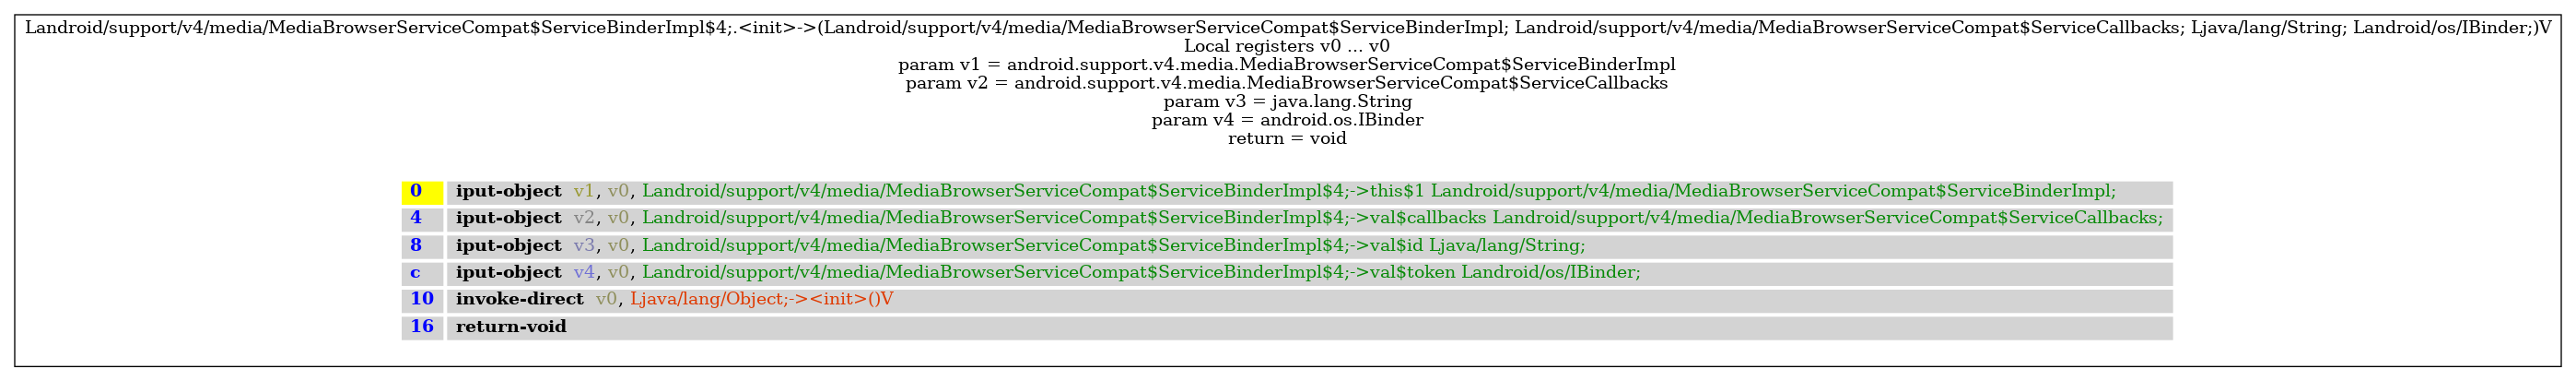 Landroid/support/v4/media/MediaBrowserServiceCompat$ServiceBinderImpl$4;.<init>->(Landroid/support/v4/media/MediaBrowserServiceCompat$ServiceBinderImpl; Landroid/support/v4/media/MediaBrowserServiceCompat$ServiceCallbacks; Ljava/lang/String; Landroid/os/IBinder;)V
Local registers v0 ... v0
param v1 = android.support.v4.media.MediaBrowserServiceCompat$ServiceBinderImpl
param v2 = android.support.v4.media.MediaBrowserServiceCompat$ServiceCallbacks
param v3 = java.lang.String
param v4 = android.os.IBinder
return = void
0 iput-object v1, v0, Landroid/support/v4/media/MediaBrowserServiceCompat$ServiceBinderImpl$4;->this$1 Landroid/support/v4/media/MediaBrowserServiceCompat$ServiceBinderImpl;
4 iput-object v2, v0, Landroid/support/v4/media/MediaBrowserServiceCompat$ServiceBinderImpl$4;->val$callbacks Landroid/support/v4/media/MediaBrowserServiceCompat$ServiceCallbacks;
8 iput-object v3, v0, Landroid/support/v4/media/MediaBrowserServiceCompat$ServiceBinderImpl$4;->val$id Ljava/lang/String;
c iput-object v4, v0, Landroid/support/v4/media/MediaBrowserServiceCompat$ServiceBinderImpl$4;->val$token Landroid/os/IBinder;
10 invoke-direct v0, Ljava/lang/Object;-><init>()V
16 return-void